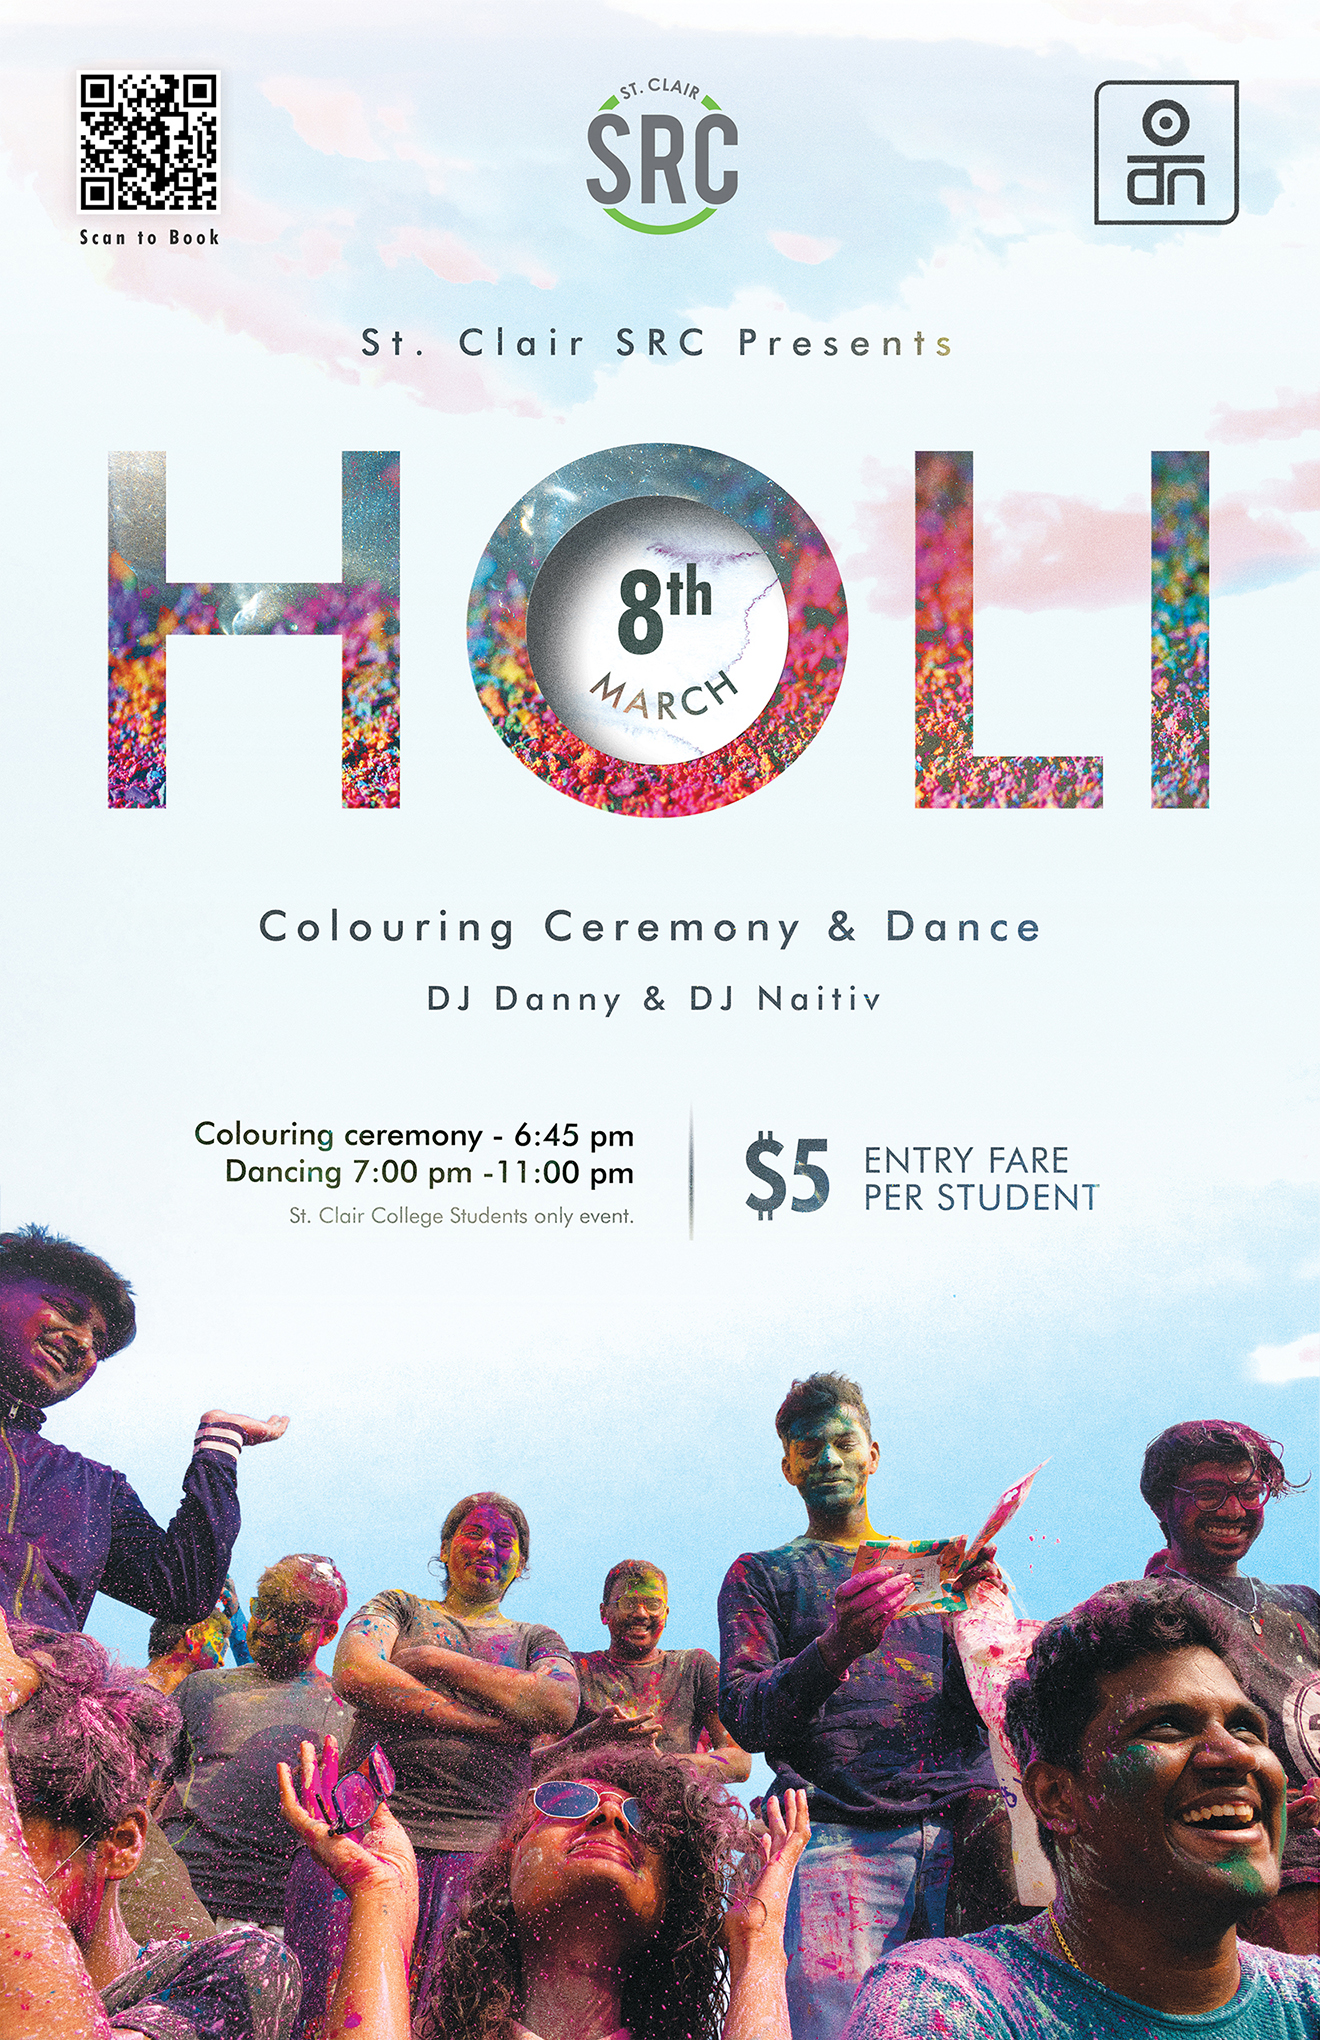 Scan to Book
ST. CLAIR
SRC
dn
St. Clair SRC Presents
HOLI
8th
MARCH
Colouring Ceremony & Dance
DJ Danny & DJ Naitiv
Colouring ceremony - 6:45 pm
Dancing 7:00 pm -11:00 pm
St. Clair College Students only event.
$5
ENTRY FARE
PER STUDENT